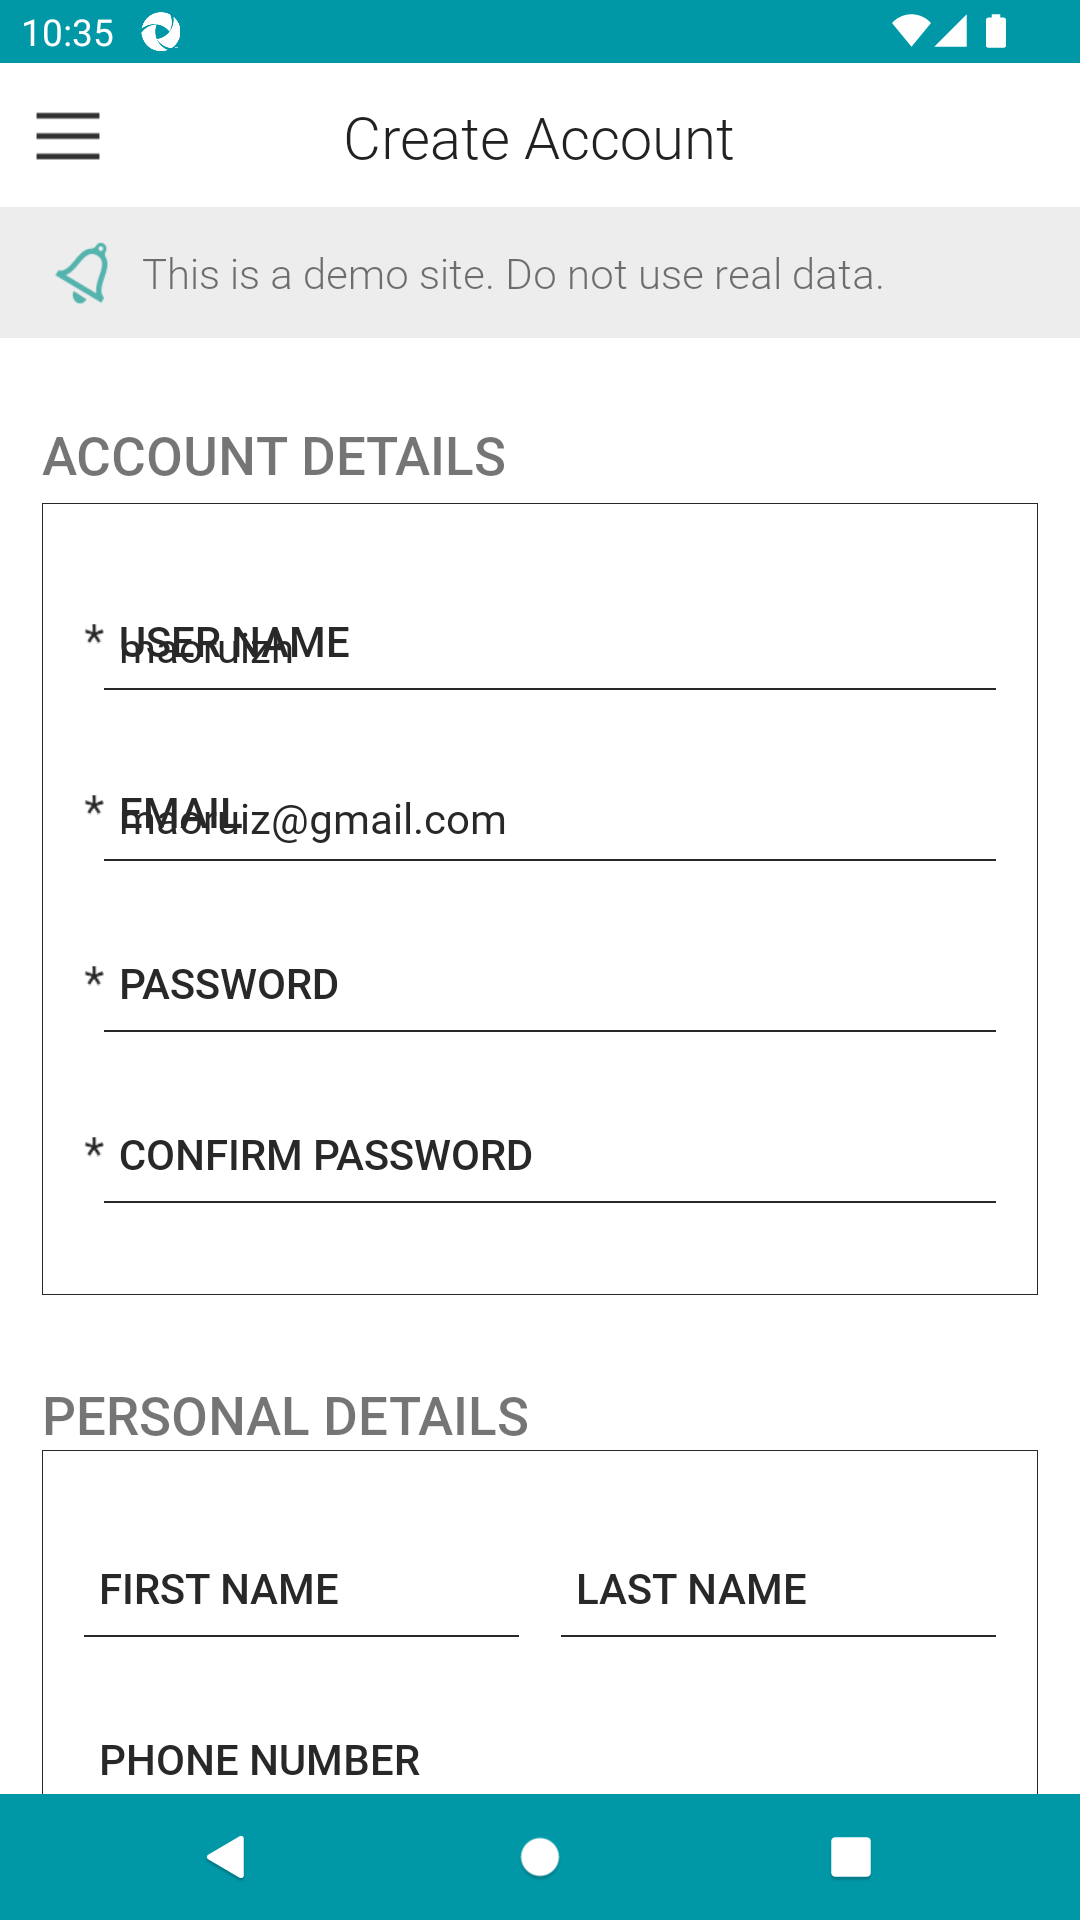 10:35
Create Account
This is a demo site. Do not use real data.
ACCOUNT DETAILS
* USER NAME
maoruizh
* EMAIL
maoruiz@gmail.com
* PASSWORD
* CONFIRM PASSWORD
PERSONAL DETAILS
FIRST NAME LAST NAME
PHONE NUMBER